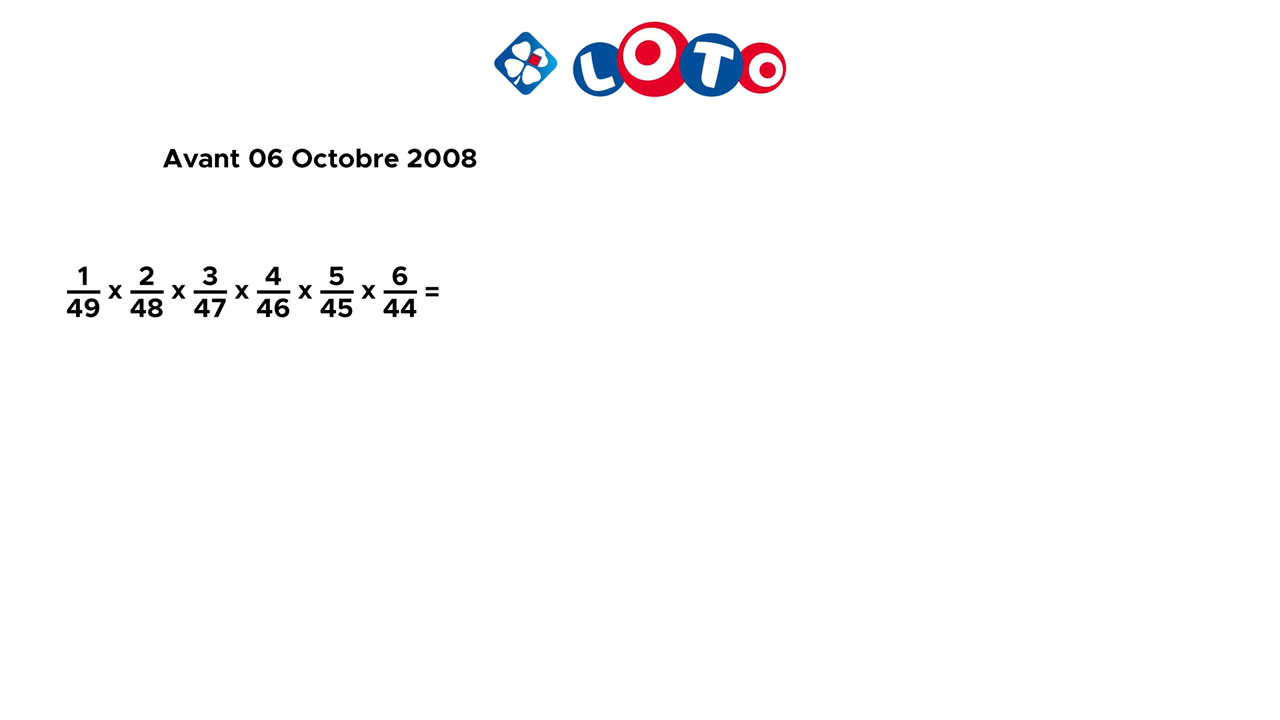 LOTO
Avant 06 Octobre 2008
1/49 x 2/48 x 3/47 x 4/46 x 5/45 x 6/44 =